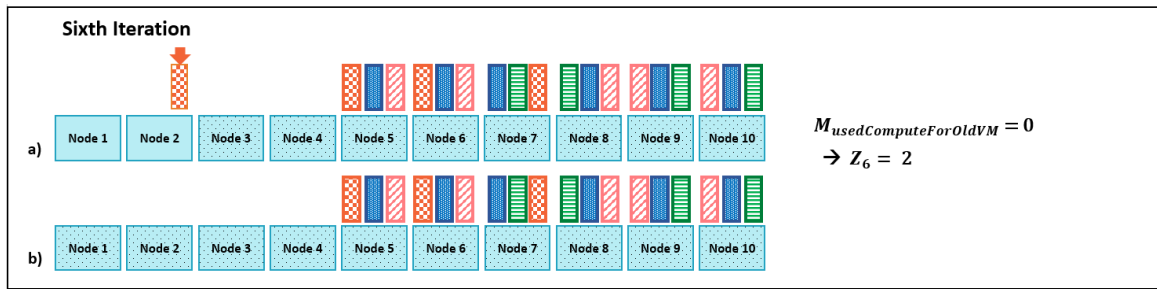 Sixth Iteration
a) Node 1 Node 2 Node 3 Node 4 Node 5 Node 6 Node 7 Node 8 Node 9 Node 10
b) Node 1 Node 2 Node 3 Node 4 Node 5 Node 6 Node 7 Node 8 Node 9 Node 10
M_{usedComputeForOldVM} = 0
→ Z_6 = 2